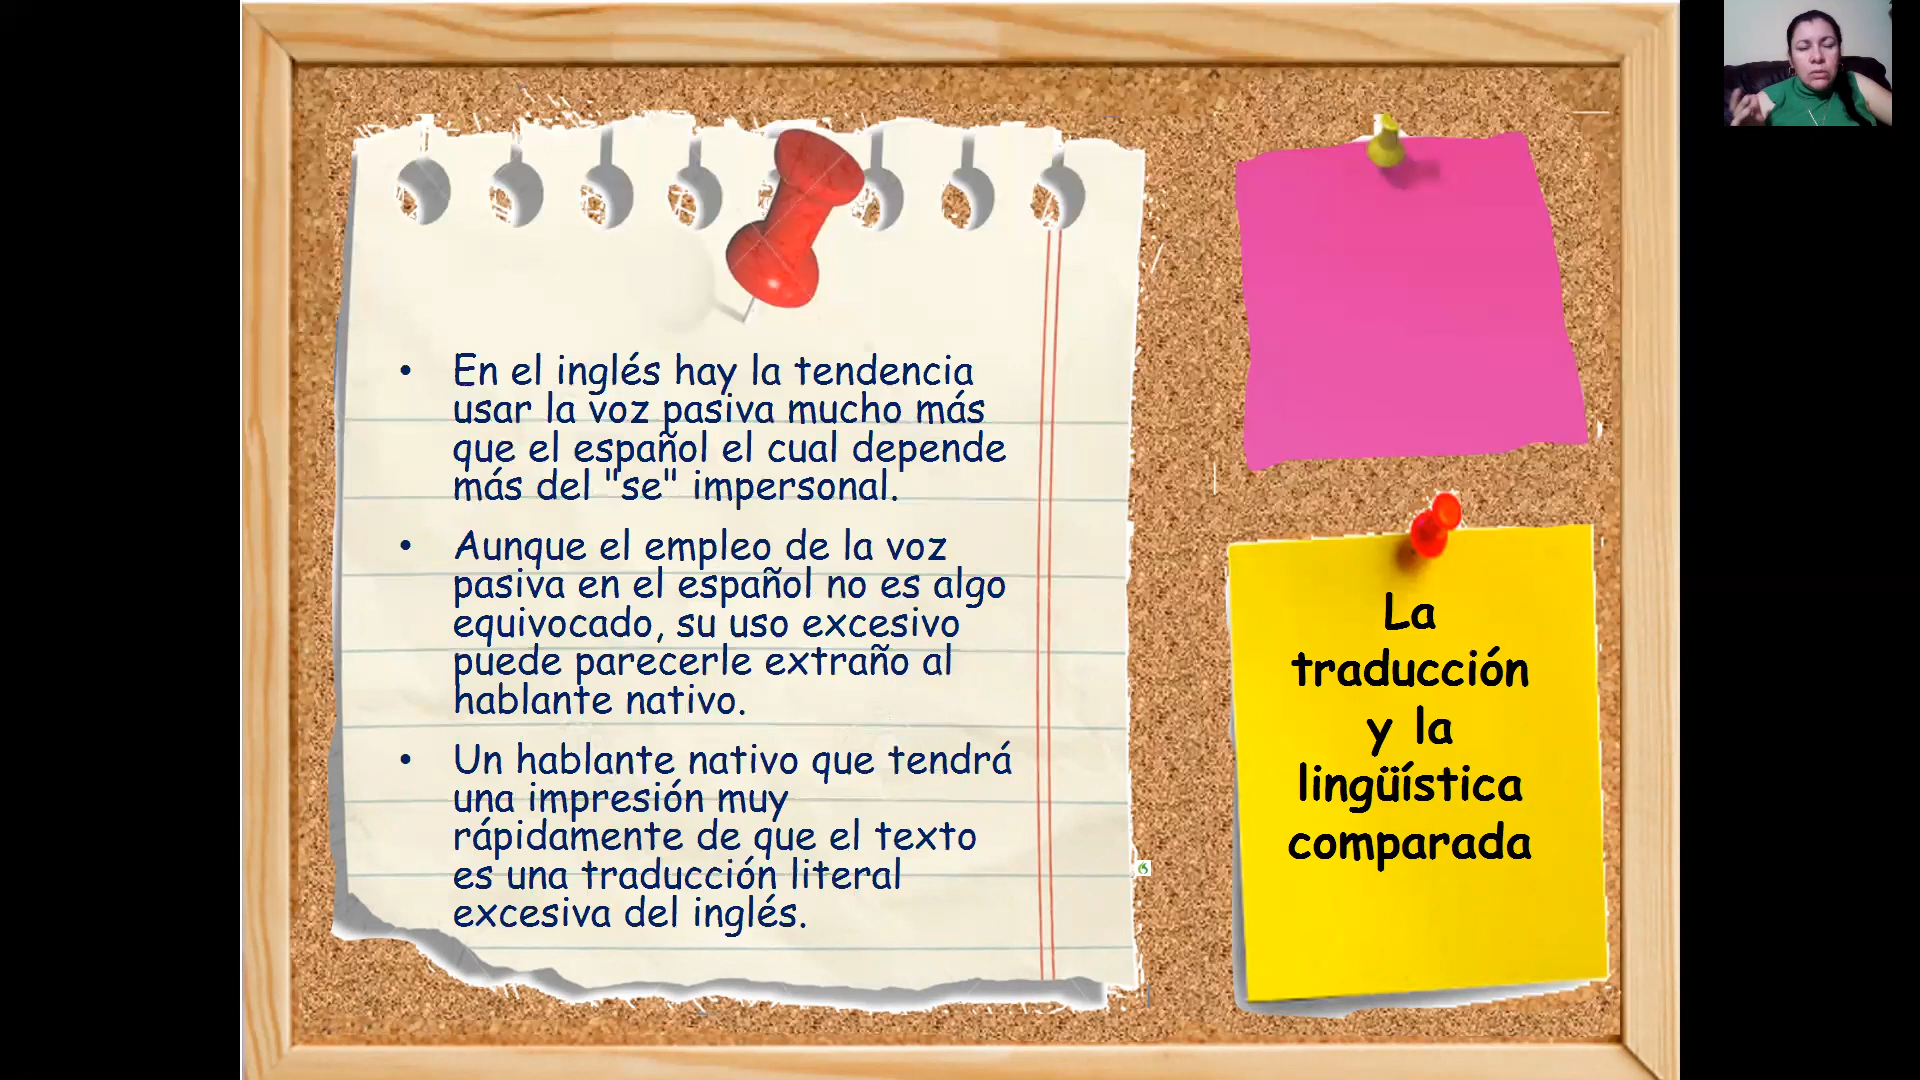 En el inglés hay la tendencia
usar la voz pasiva mucho más
que el español el cual depende
más del "se" impersonal.
Aunque el empleo de la voz
pasiva en el español no es algo
equivocado, su uso excesivo
puede parecerle extraño al
hablante nativo.
Un hablante nativo que tendrá
una impresión muy
rápidamente de que el texto
es una traducción literal
excesiva del inglés.
La
traducción
y la
lingüística
comparada